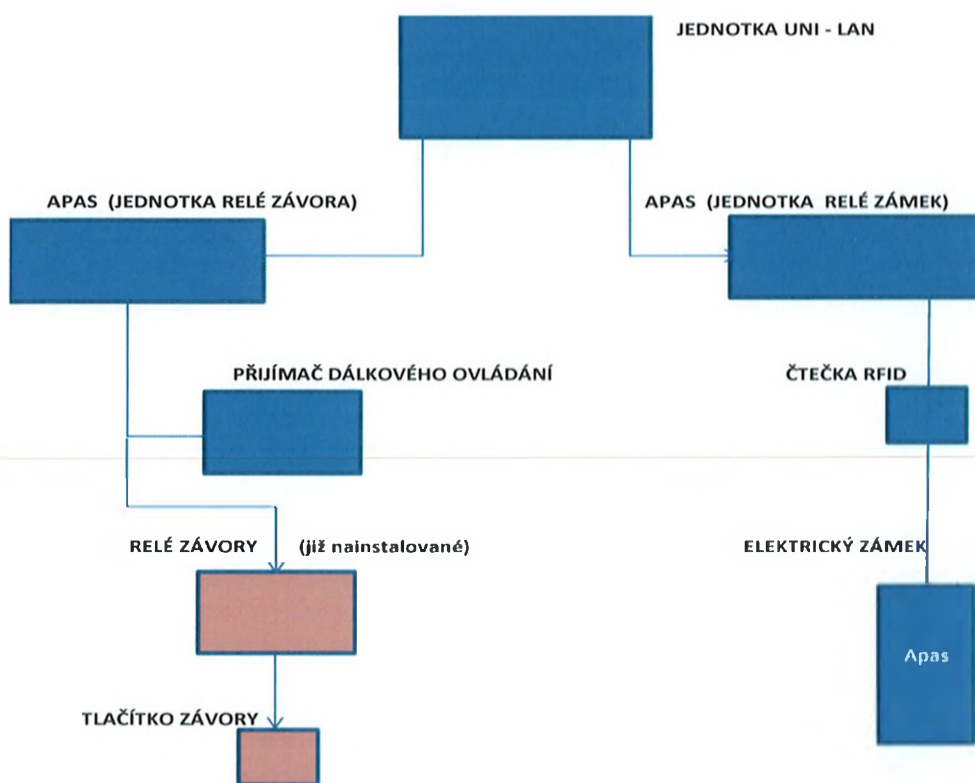 JEDNOTKA UNI - LAN
APAS (JEDNOTKA RELÉ ZÁVORA)
APAS (JEDNOTKA RELÉ ZÁMEK)
PŘIJÍMAČ DÁLKOVÉHO OVLÁDÁNÍ
ČTEČKA RFID
RELÉ ZÁVORY (již nainstalované)
ELEKTRICKÝ ZÁMEK
Apas
TLAČÍTKO ZÁVORY